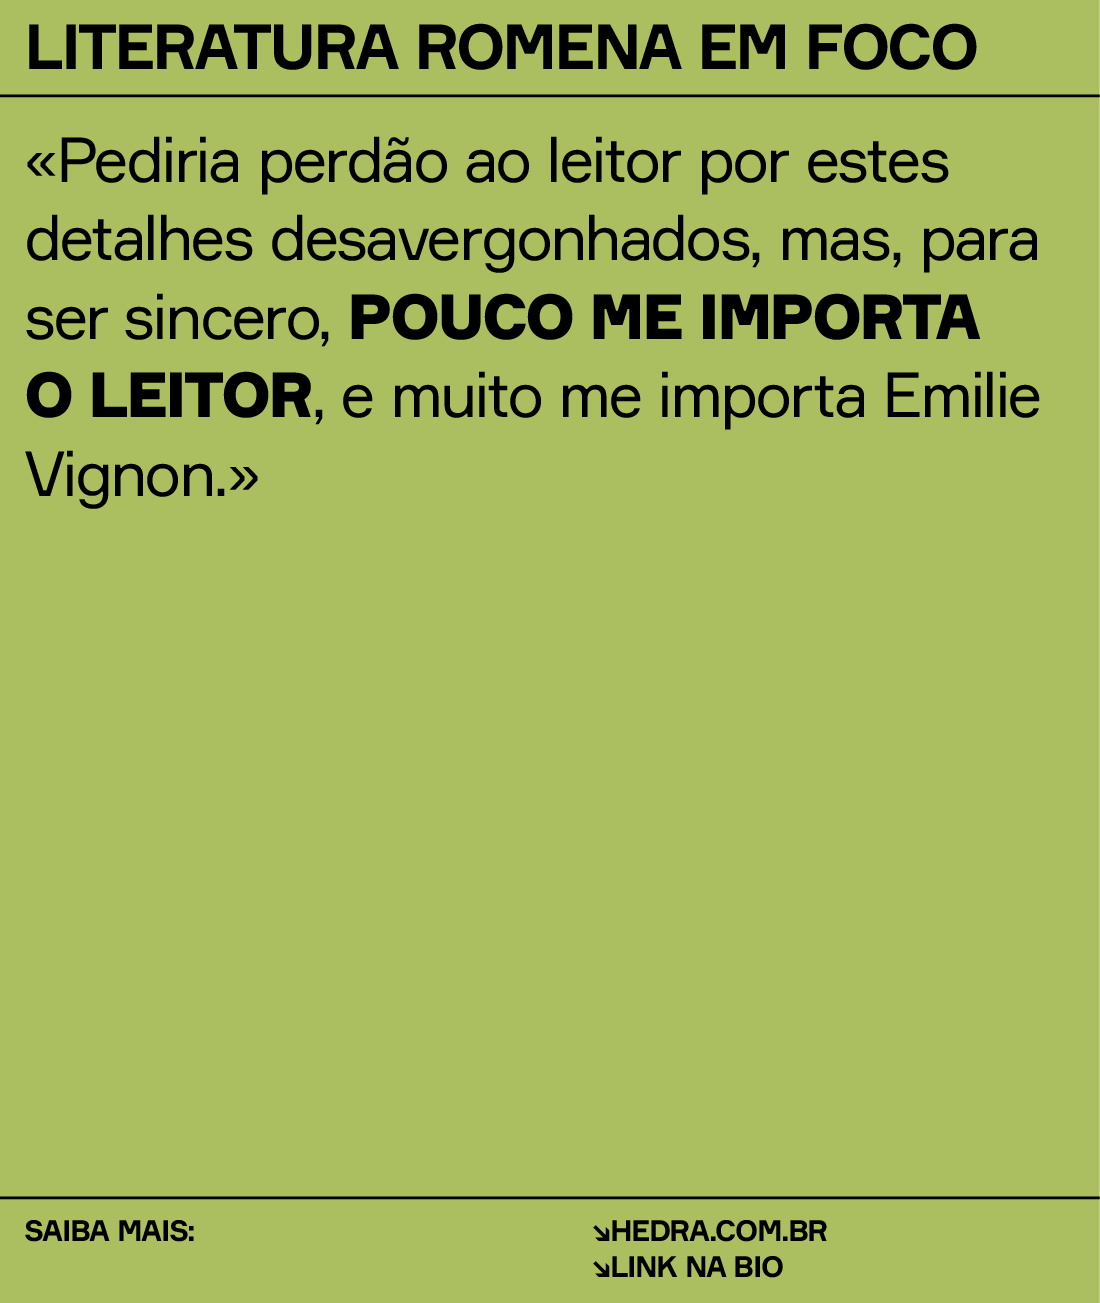 LITERATURA ROMENA EM FOCO
«Pediria perdão ao leitor por estes
detalhes desavergonhados, mas, para
ser sincero, POUCO ME IMPORTA
O LEITOR, e muito me importa Emilie
Vignon.»
SAIBA MAIS:
↘HEDRA.COM.BR
↘LINK NA BIO